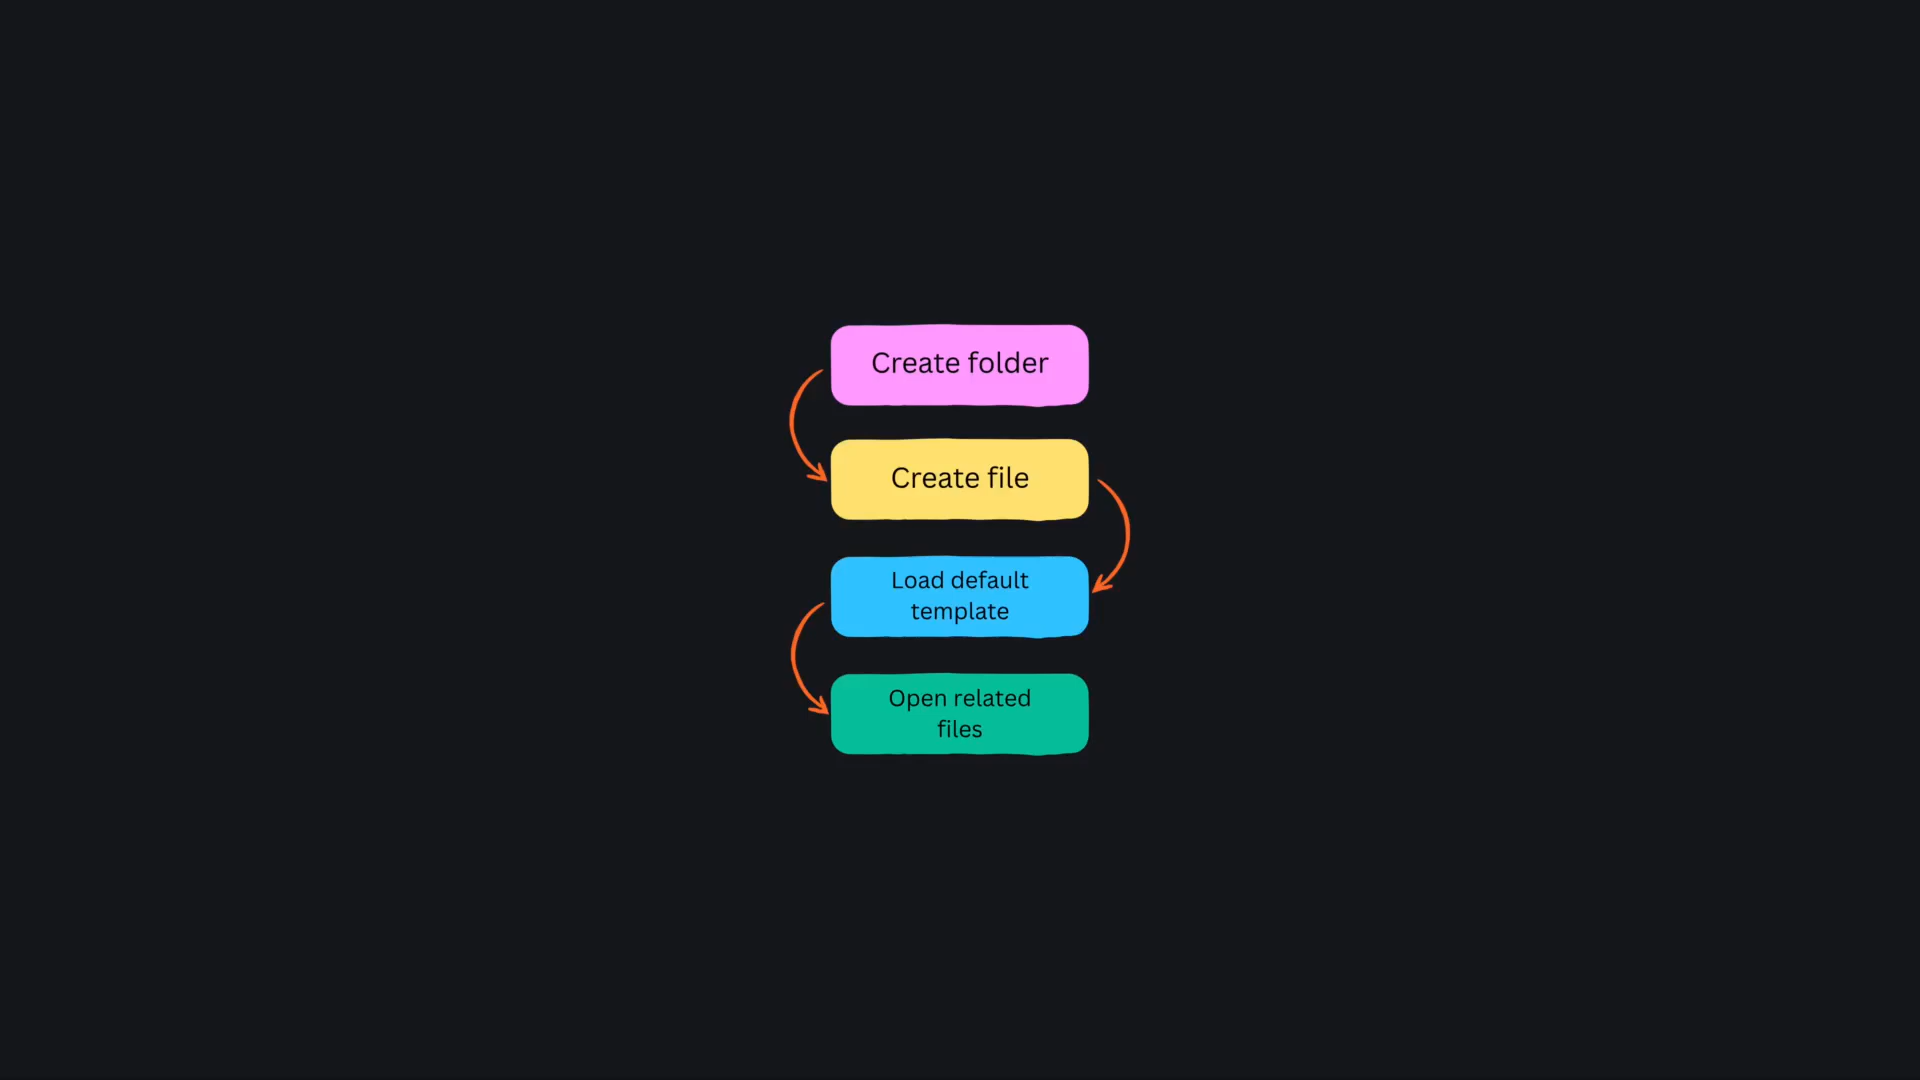 Create folder
Create file
Load default
template
Open related
files